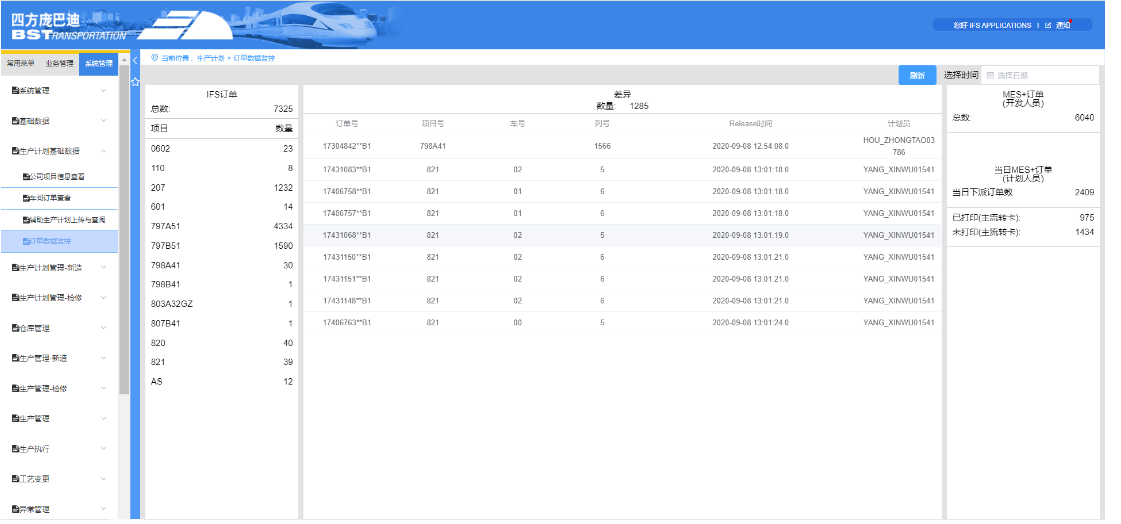 四方庞巴迪
BST TRANSPORTATION
您好 IFS APPLICATIONS | 通知
常用菜单 业务管理 系统管理
当前位置：生产计划 > 订单数据监控
刷新 选择时间 选择日期
系统管理
基础数据
生产计划基础数据
公司项目信息查看
车间订单查看
辅助生产计划上传与查阅
订单数据监控
生产计划管理-新造
生产计划管理-检修
仓库管理
生产管理-新造
生产管理-检修
生产管理
生产执行
工艺变更
异常管理
IFS订单
总数: 7325
项目 数量
0602 23
110 8
207 1232
601 14
797A51 4334
797B51 1590
798A41 30
798B41 1
803A32GZ 1
807B41 1
820 40
821 39
AS 12
差异
数量: 1285
订单号 项目号 车号 列号 Release时间 计划员
17304842**B1 798A41 1566 2020-09-08 12.54.08.0 HOU_ZHONGTAO03
786
17431083**B1 821 02 5 2020-09-08 13:01:18.0 YANG_XINWU01541
17406758**B1 821 01 6 2020-09-08 13:01:18.0 YANG_XINWU01541
17406757**B1 821 01 6 2020-09-08 13:01:18.0 YANG_XINWU01541
17431068**B1 821 02 5 2020-09-08 13:01:19.0 YANG_XINWU01541
17431150**B1 821 02 6 2020-09-08 13:01:21.0 YANG_XINWU01541
17431151**B1 821 02 6 2020-09-08 13:01:21.0 YANG_XINWU01541
17431148**B1 821 02 6 2020-09-08 13:01:21.0 YANG_XINWU01541
17406763**B1 821 00 5 2020-09-08 13:01:24.0 YANG_XINWU01541
MES+订单
(开发人员)
总数: 6040
当日MES+订单
(计划人员)
当日下派订单数 2409
已打印(主流转卡): 975
未打印(主流转卡): 1434